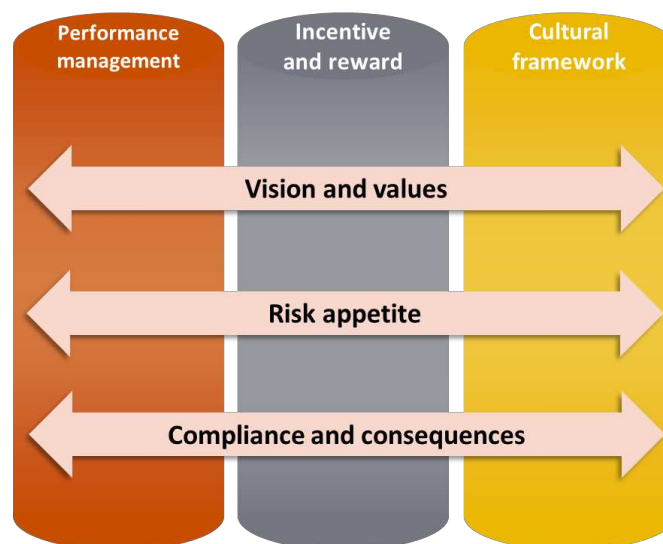 Performance
management
Incentive
and reward
Cultural
framework
Vision and values
Risk appetite
Compliance and consequences